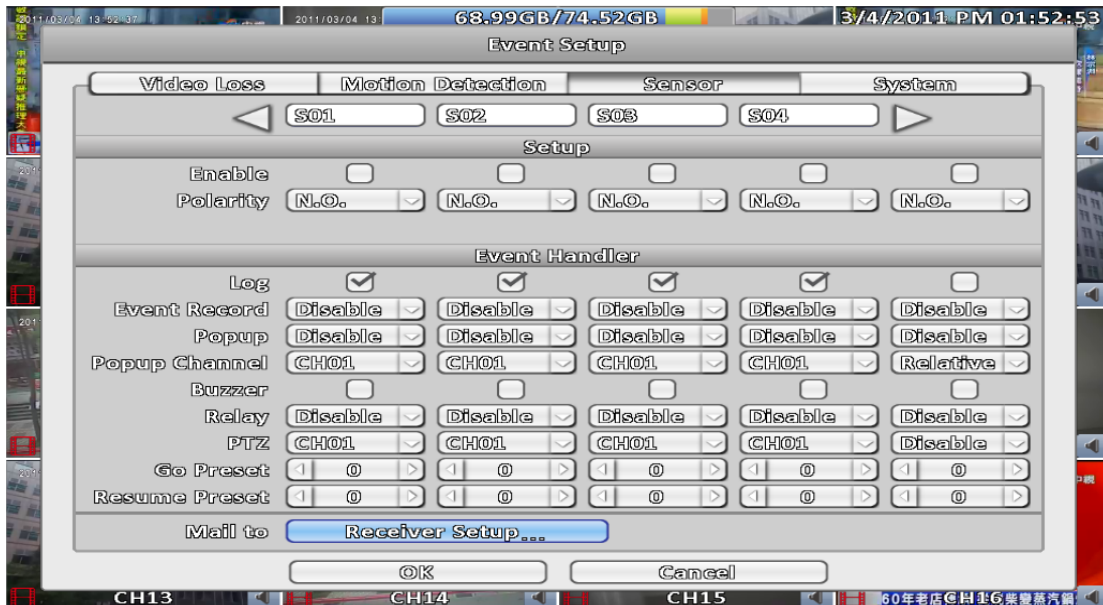 2011/03/04 13:52:37 2011/03/04 13 68.99GB/74.52GB 3/4/2011 PM 01:52:53
Event Setup
Video Loss Motion Detection Sensor System
S01 S02 S03 S04
Setup
Enable
Polarity N.O. N.O. N.O. N.O. N.O.
Event Handler
Log
Event Record Disable Disable Disable Disable Disable
Popup Disable Disable Disable Disable Disable
Popup Channel CH01 CH01 CH01 CH01 Relative
Buzzer
Relay Disable Disable Disable Disable Disable
PTZ CH01 CH01 CH01 CH01 Disable
Go Preset 0 0 0 0 0
Resume Preset 0 0 0 0 0
Mail to Receiver Setup...
OK Cancel
CH13 CH14 CH15 60年老店 CH16